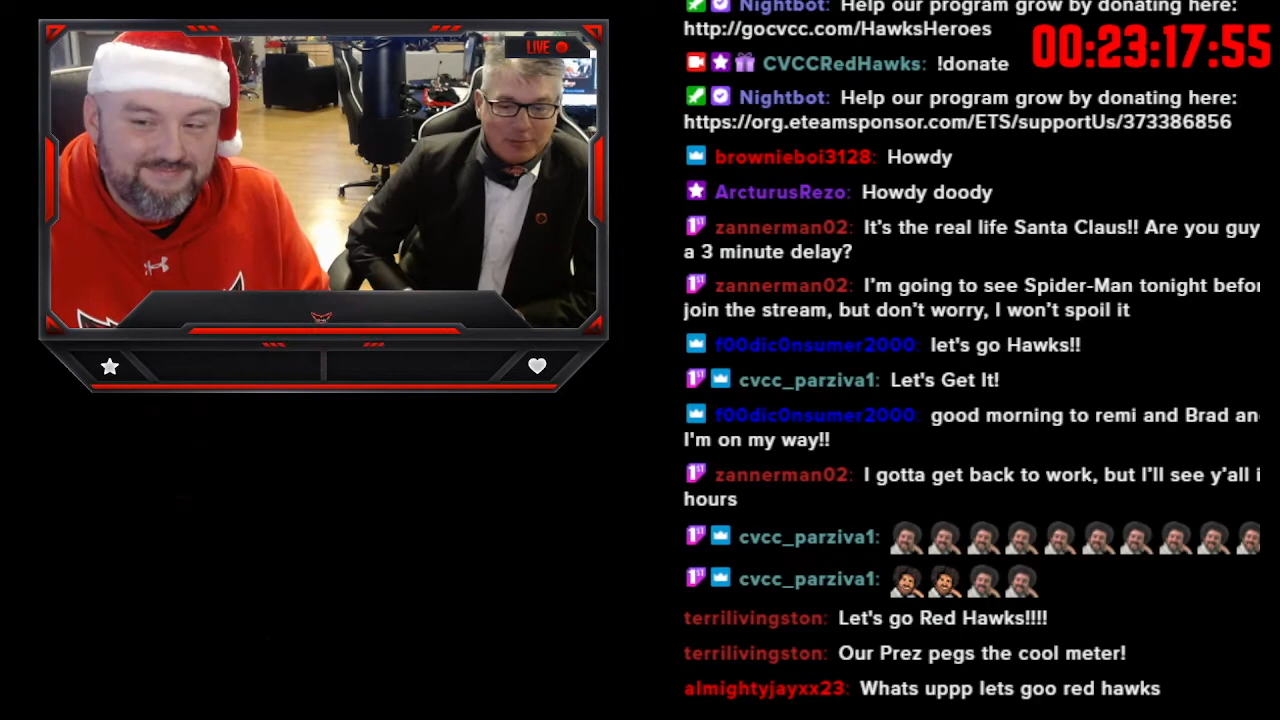 LIVE
Nightbot: Help our program grow by donating here:
http://gocvcc.com/HawksHeroes
00:23:17:55
CVCCRedHawks: !donate
Nightbot: Help our program grow by donating here:
https://org.eteamsponsor.com/ETS/supportUs/373386856
brownieboi3128: Howdy
ArcturusRezo: Howdy doody
zannerman02: It's the real life Santa Claus!! Are you guy
a 3 minute delay?
zannerman02: I'm going to see Spider-Man tonight befor
join the stream, but don't worry, I won't spoil it
f00dic0nsumer2000: let's go Hawks!!
cvcc_parziva1: Let's Get It!
f00dic0nsumer2000: good morning to remi and Brad an
I'm on my way!!
zannerman02: I gotta get back to work, but I'll see y'all i
hours
cvcc_parziva1:
cvcc_parziva1:
terrilivingston: Let's go Red Hawks!!!!
terrilivingston: Our Prez pegs the cool meter!
almightyjayxx23: Whats uppp lets goo red hawks